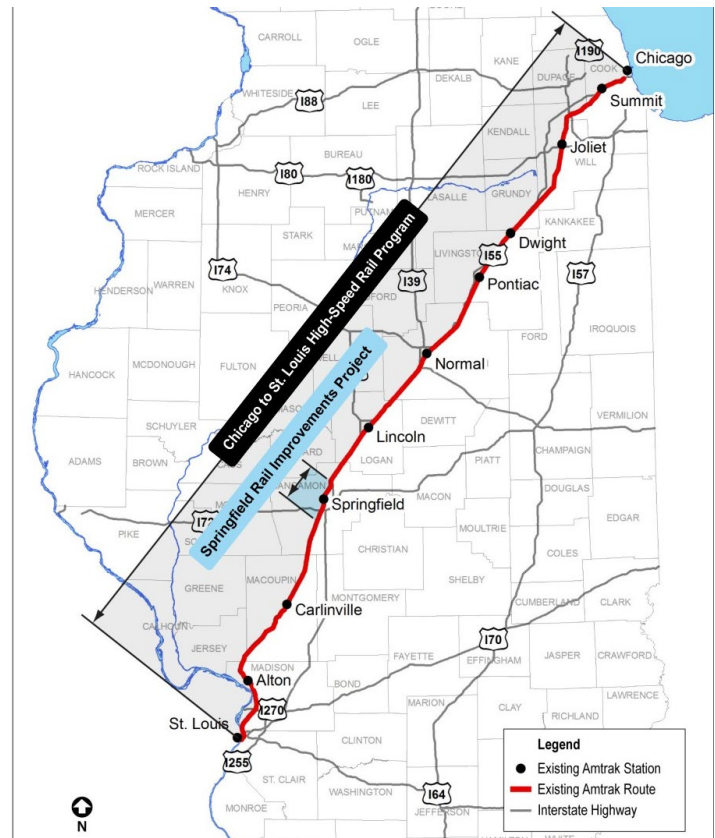 CARROLL
OGLE
KANE
I190
COOK
Chicago
DEKALB
DUPAGE
WHITESIDE
I88
LEE
Summit
KENDALL
Joliet
WILL
BUREAU
ROCK ISLAND
I80
I180
LASALLE
GRUNDY
HENRY
MERCER
STARK
KANKAKEE
Dwight
LIVINGSTON
I55
I74
KNOX
I39
I57
Pontiac
HENDERSON
WARREN
PEORIA
FORD
IROQUOIS
Chicago to St. Louis High-Speed Rail Program
Normal
HANCOCK
MCDONOUGH
FULTON
Springfield Rail Improvements Project
SCHUYLER
Lincoln
DEWITT
VERMILION
ADAMS
BROWN
LOGAN
PIATT
CHAMPAIGN
MACON
DOUGLAS
Springfield
I72
PIKE
MOULTRIE
EDGAR
CHRISTIAN
COLES
SHELBY
GREENE
MACOUPIN
MONTGOMERY
CUMBERLAND
CLARK
Carlinville
CALHOUN
I70
JERSEY
FAYETTE
EFFINGHAM
JASPER
CRAWFORD
MADISON
Alton
BOND
LAWRENCE
MARION
CLAY
RICHLAND
I270
St. Louis
CLINTON
I255
ST. CLAIR
WASHINGTON
I64
MONROE
JEFFERSON
Legend
Existing Amtrak Station
Existing Amtrak Route
Interstate Highway
N